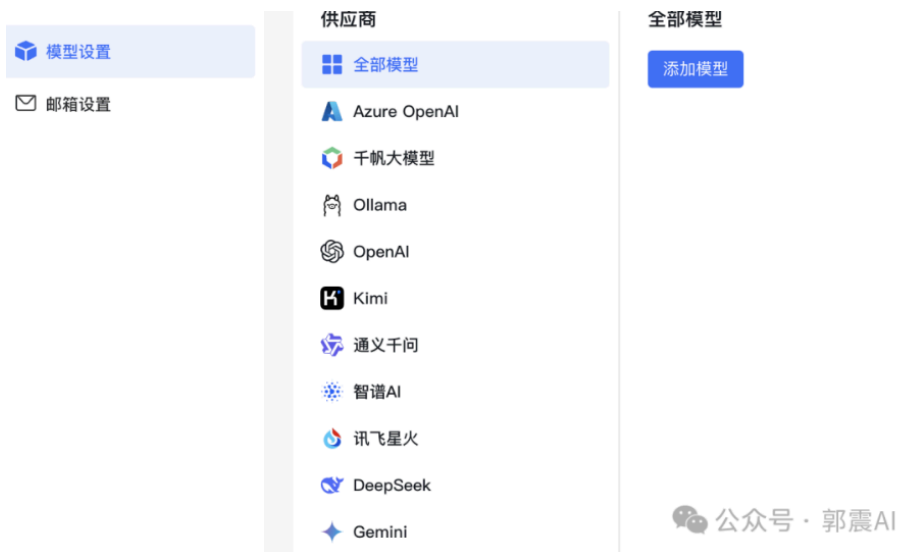 模型设置
邮箱设置
供应商
全部模型
Azure OpenAI
千帆大模型
Ollama
OpenAI
Kimi
通义千问
智谱AI
讯飞星火
DeepSeek
Gemini
全部模型
添加模型
公众号 · 郭震AI